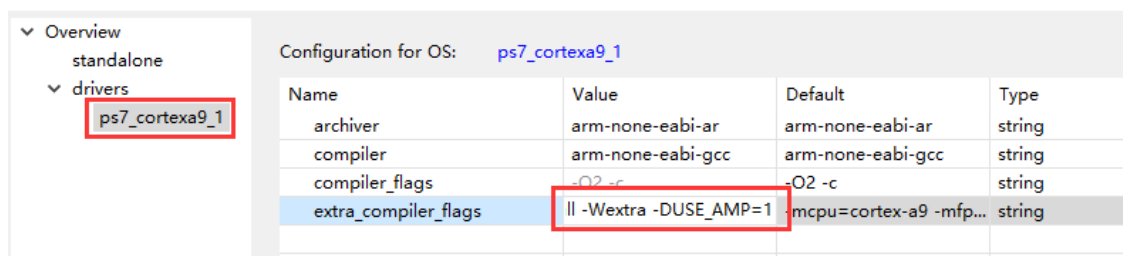 Overview
standalone
drivers
ps7_cortexa9_1
Configuration for OS: ps7_cortexa9_1
Name Value Default Type
archiver arm-none-eabi-ar arm-none-eabi-ar string
compiler arm-none-eabi-gcc arm-none-eabi-gcc string
compiler_flags -O2 -c -O2 -c string
extra_compiler_flags ll -Wextra -DUSE_AMP=1 -mcpu=cortex-a9 -mfp... string